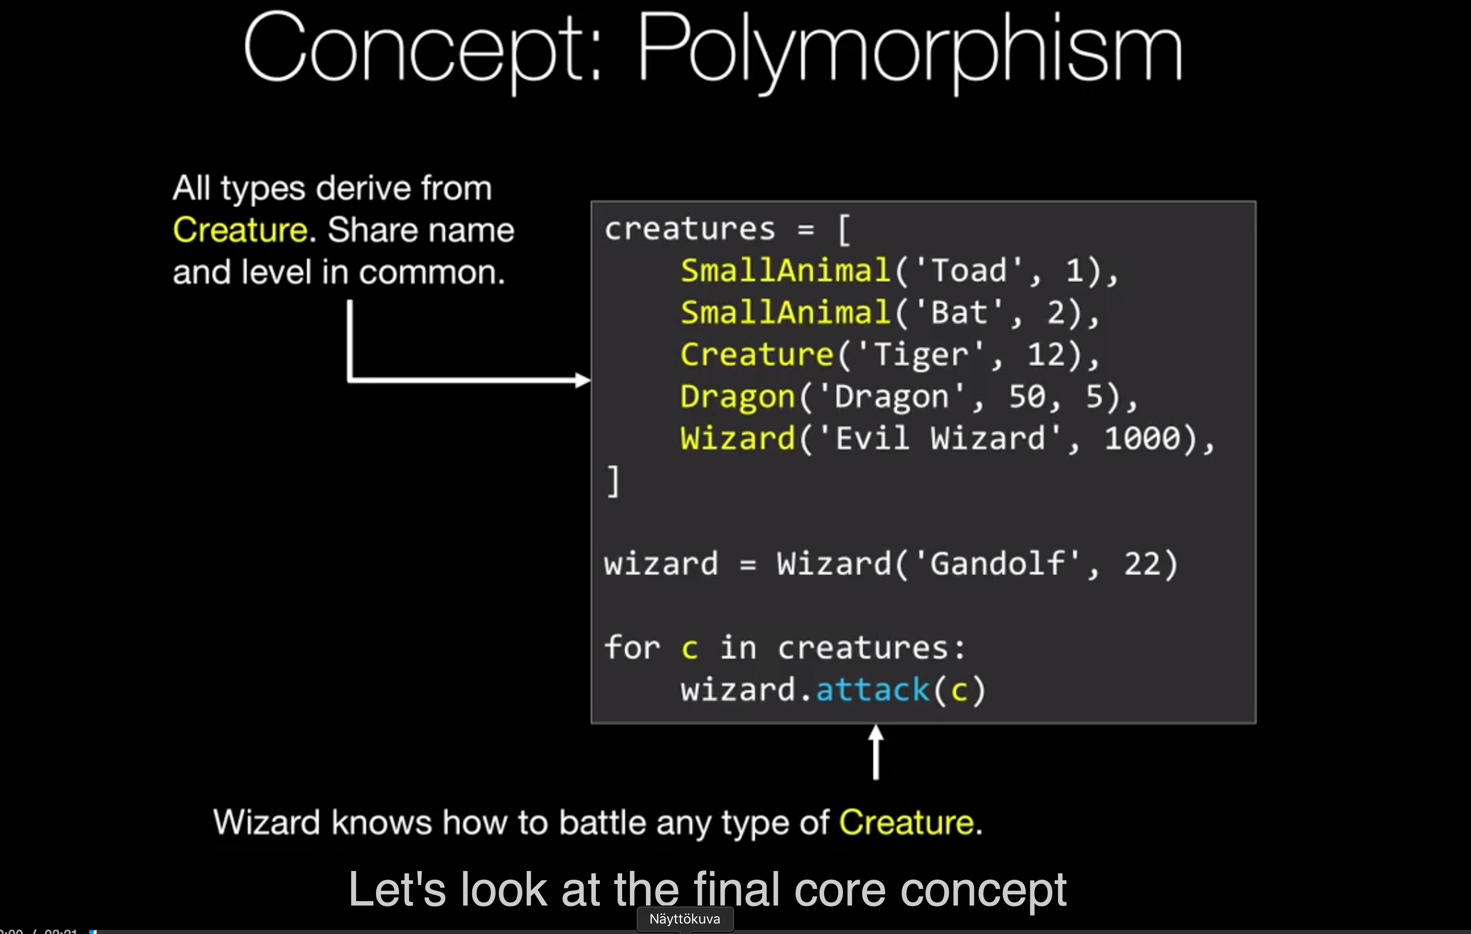 Concept: Polymorphism
All types derive from
Creature. Share name
and level in common.
creatures = [
    SmallAnimal('Toad', 1),
    SmallAnimal('Bat', 2),
    Creature('Tiger', 12),
    Dragon('Dragon', 50, 5),
    Wizard('Evil Wizard', 1000),
]
wizard = Wizard('Gandolf', 22)
for c in creatures:
    wizard.attack(c)
Wizard knows how to battle any type of Creature.
Let's look at the final core concept
Näyttökuva